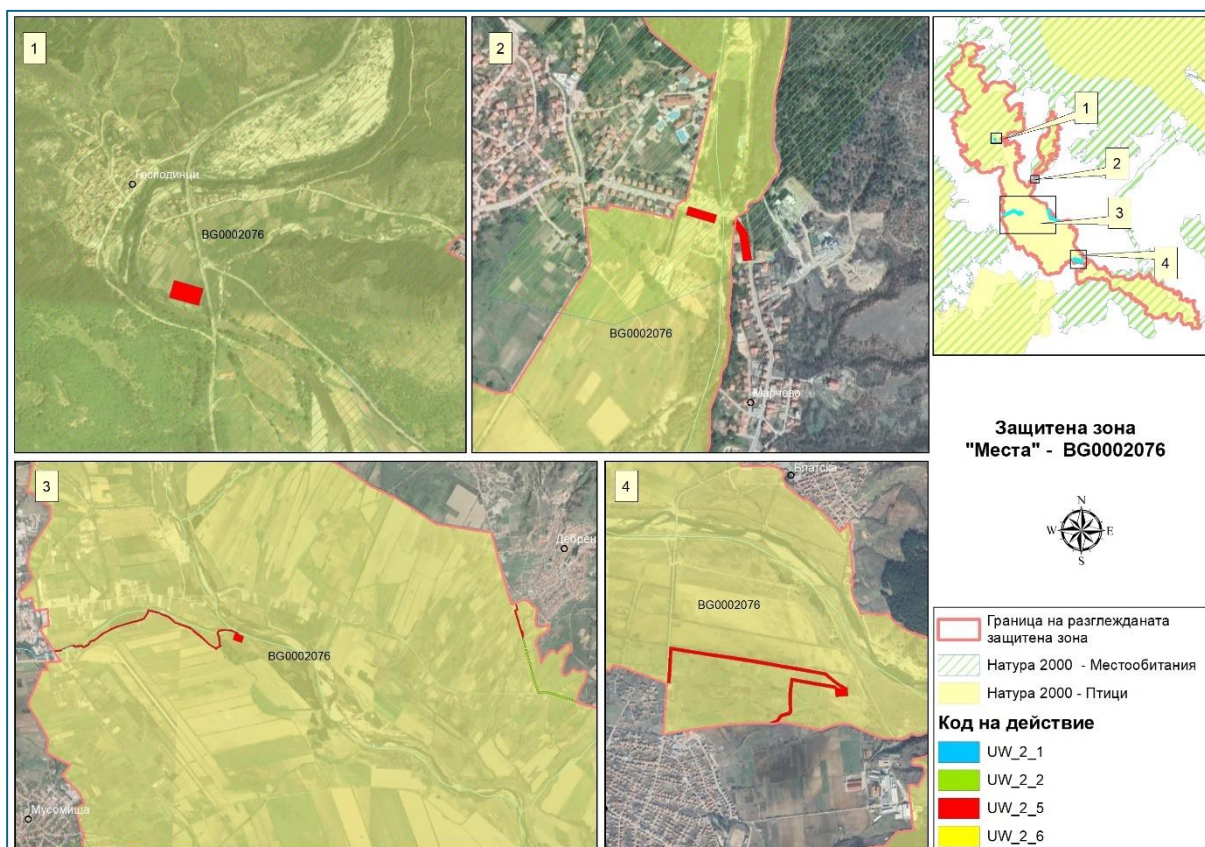 1
Господинци
BG0002076
2
BG0002076
Марчево
1
2
3
4
Защитена зона
"Места" - BG0002076
N
W E
S
3
Дебрен
BG0002076
Мусомища
4
Блатска
BG0002076
Граница на разглежданата
защитена зона
Натура 2000 - Местообитания
Натура 2000 - Птици
Код на действие
UW_2_1
UW_2_2
UW_2_5
UW_2_6